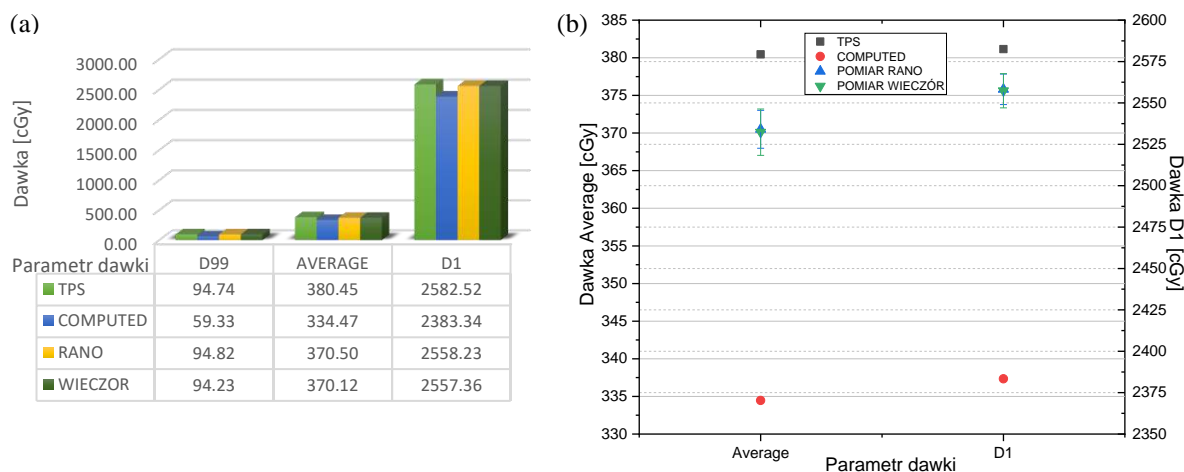 (a)
Dawka [cGy]
3000.00
2500.00
2000.00
1500.00
1000.00
500.00
0.00
Parametr dawki D99 AVERAGE D1
TPS 94.74 380.45 2582.52
COMPUTED 59.33 334.47 2383.34
RANO 94.82 370.50 2558.23
WIECZOR 94.23 370.12 2557.36
(b)
Dawka Average [cGy]
385
380
375
370
365
360
355
350
345
340
335
330
TPS
COMPUTED
POMIAR RANO
POMIAR WIECZÓR
2600
2575
2550
2525
2500
2475
2450
2425
2400
2375
2350
Dawka D1 [cGy]
Average D1
Parametr dawki